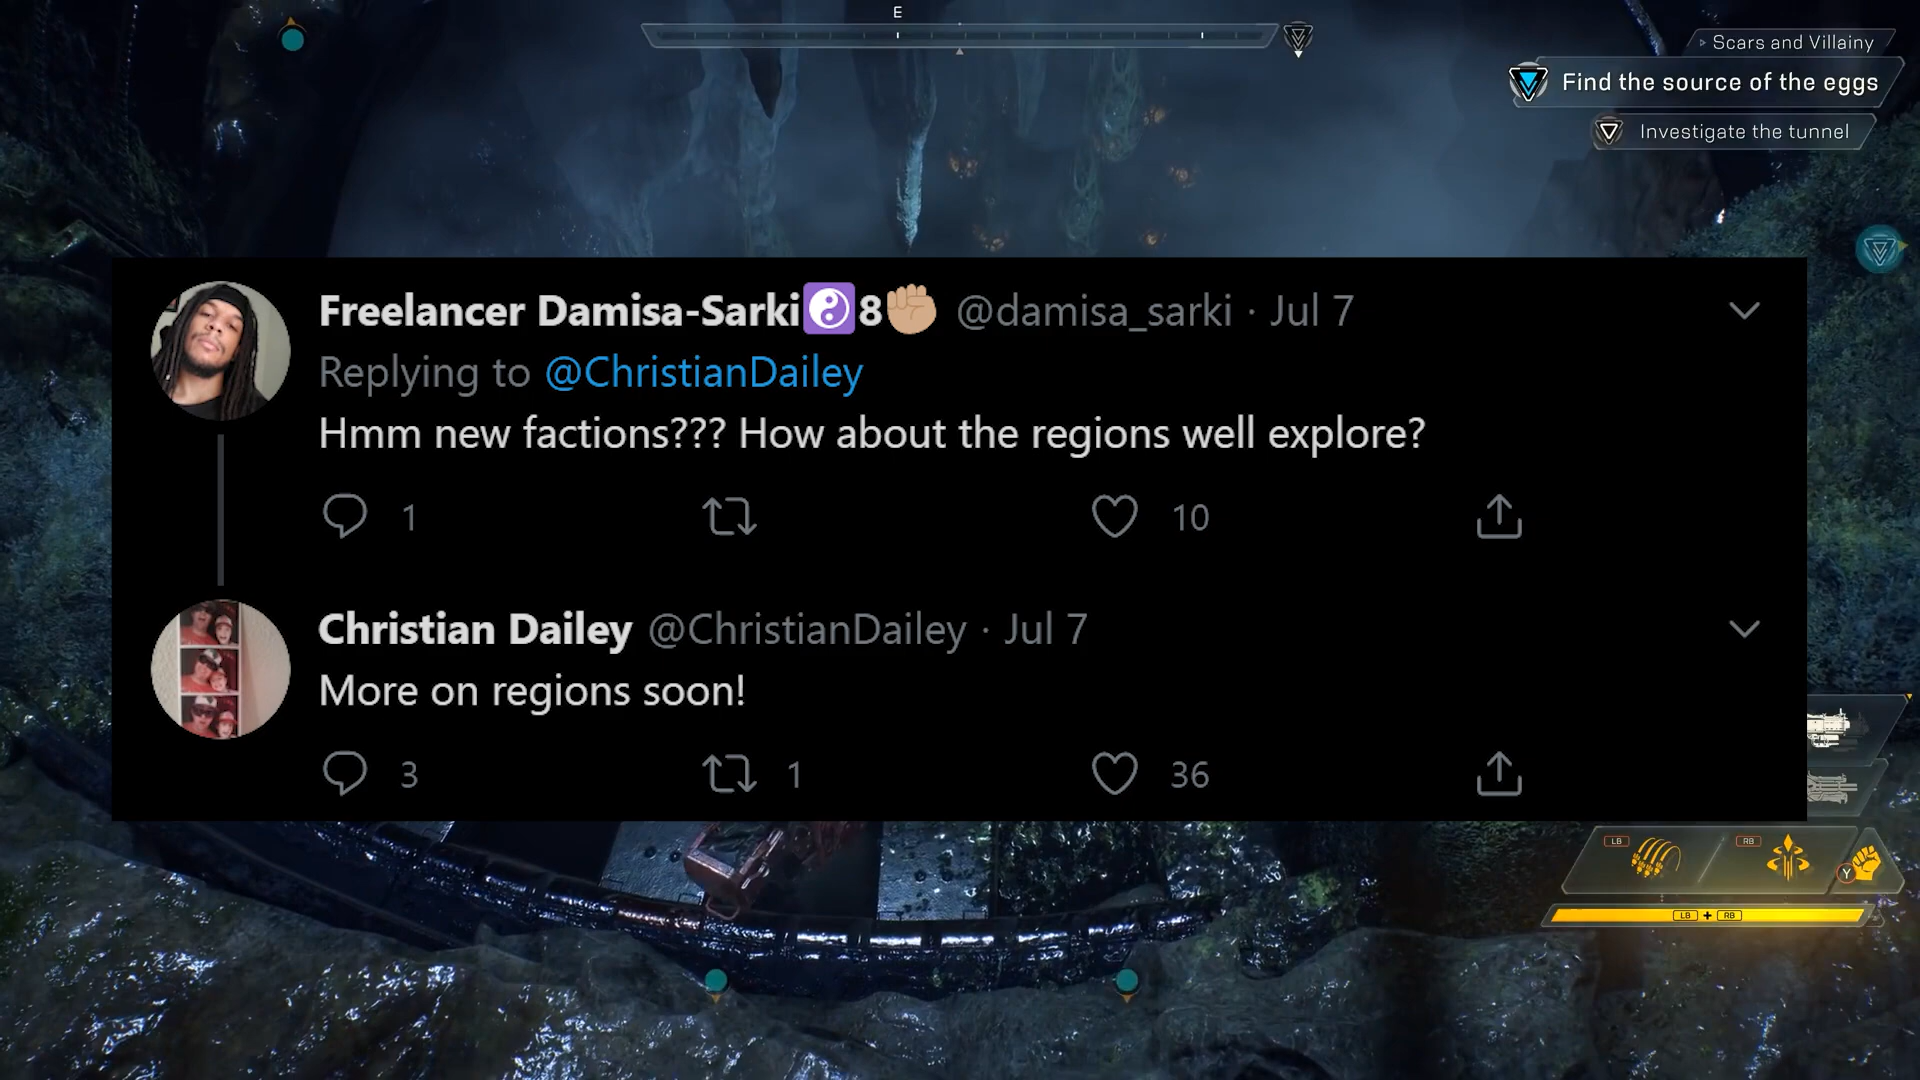 E
Scars and Villainy
Find the source of the eggs
Investigate the tunnel
Freelancer Damisa-Sarki☯️8✊🏼 @damisa_sarki · Jul 7
Replying to @ChristianDailey
Hmm new factions??? How about the regions well explore?
1 10
Christian Dailey @ChristianDailey · Jul 7
More on regions soon!
3 1 36
LB RB Y
LB + RB